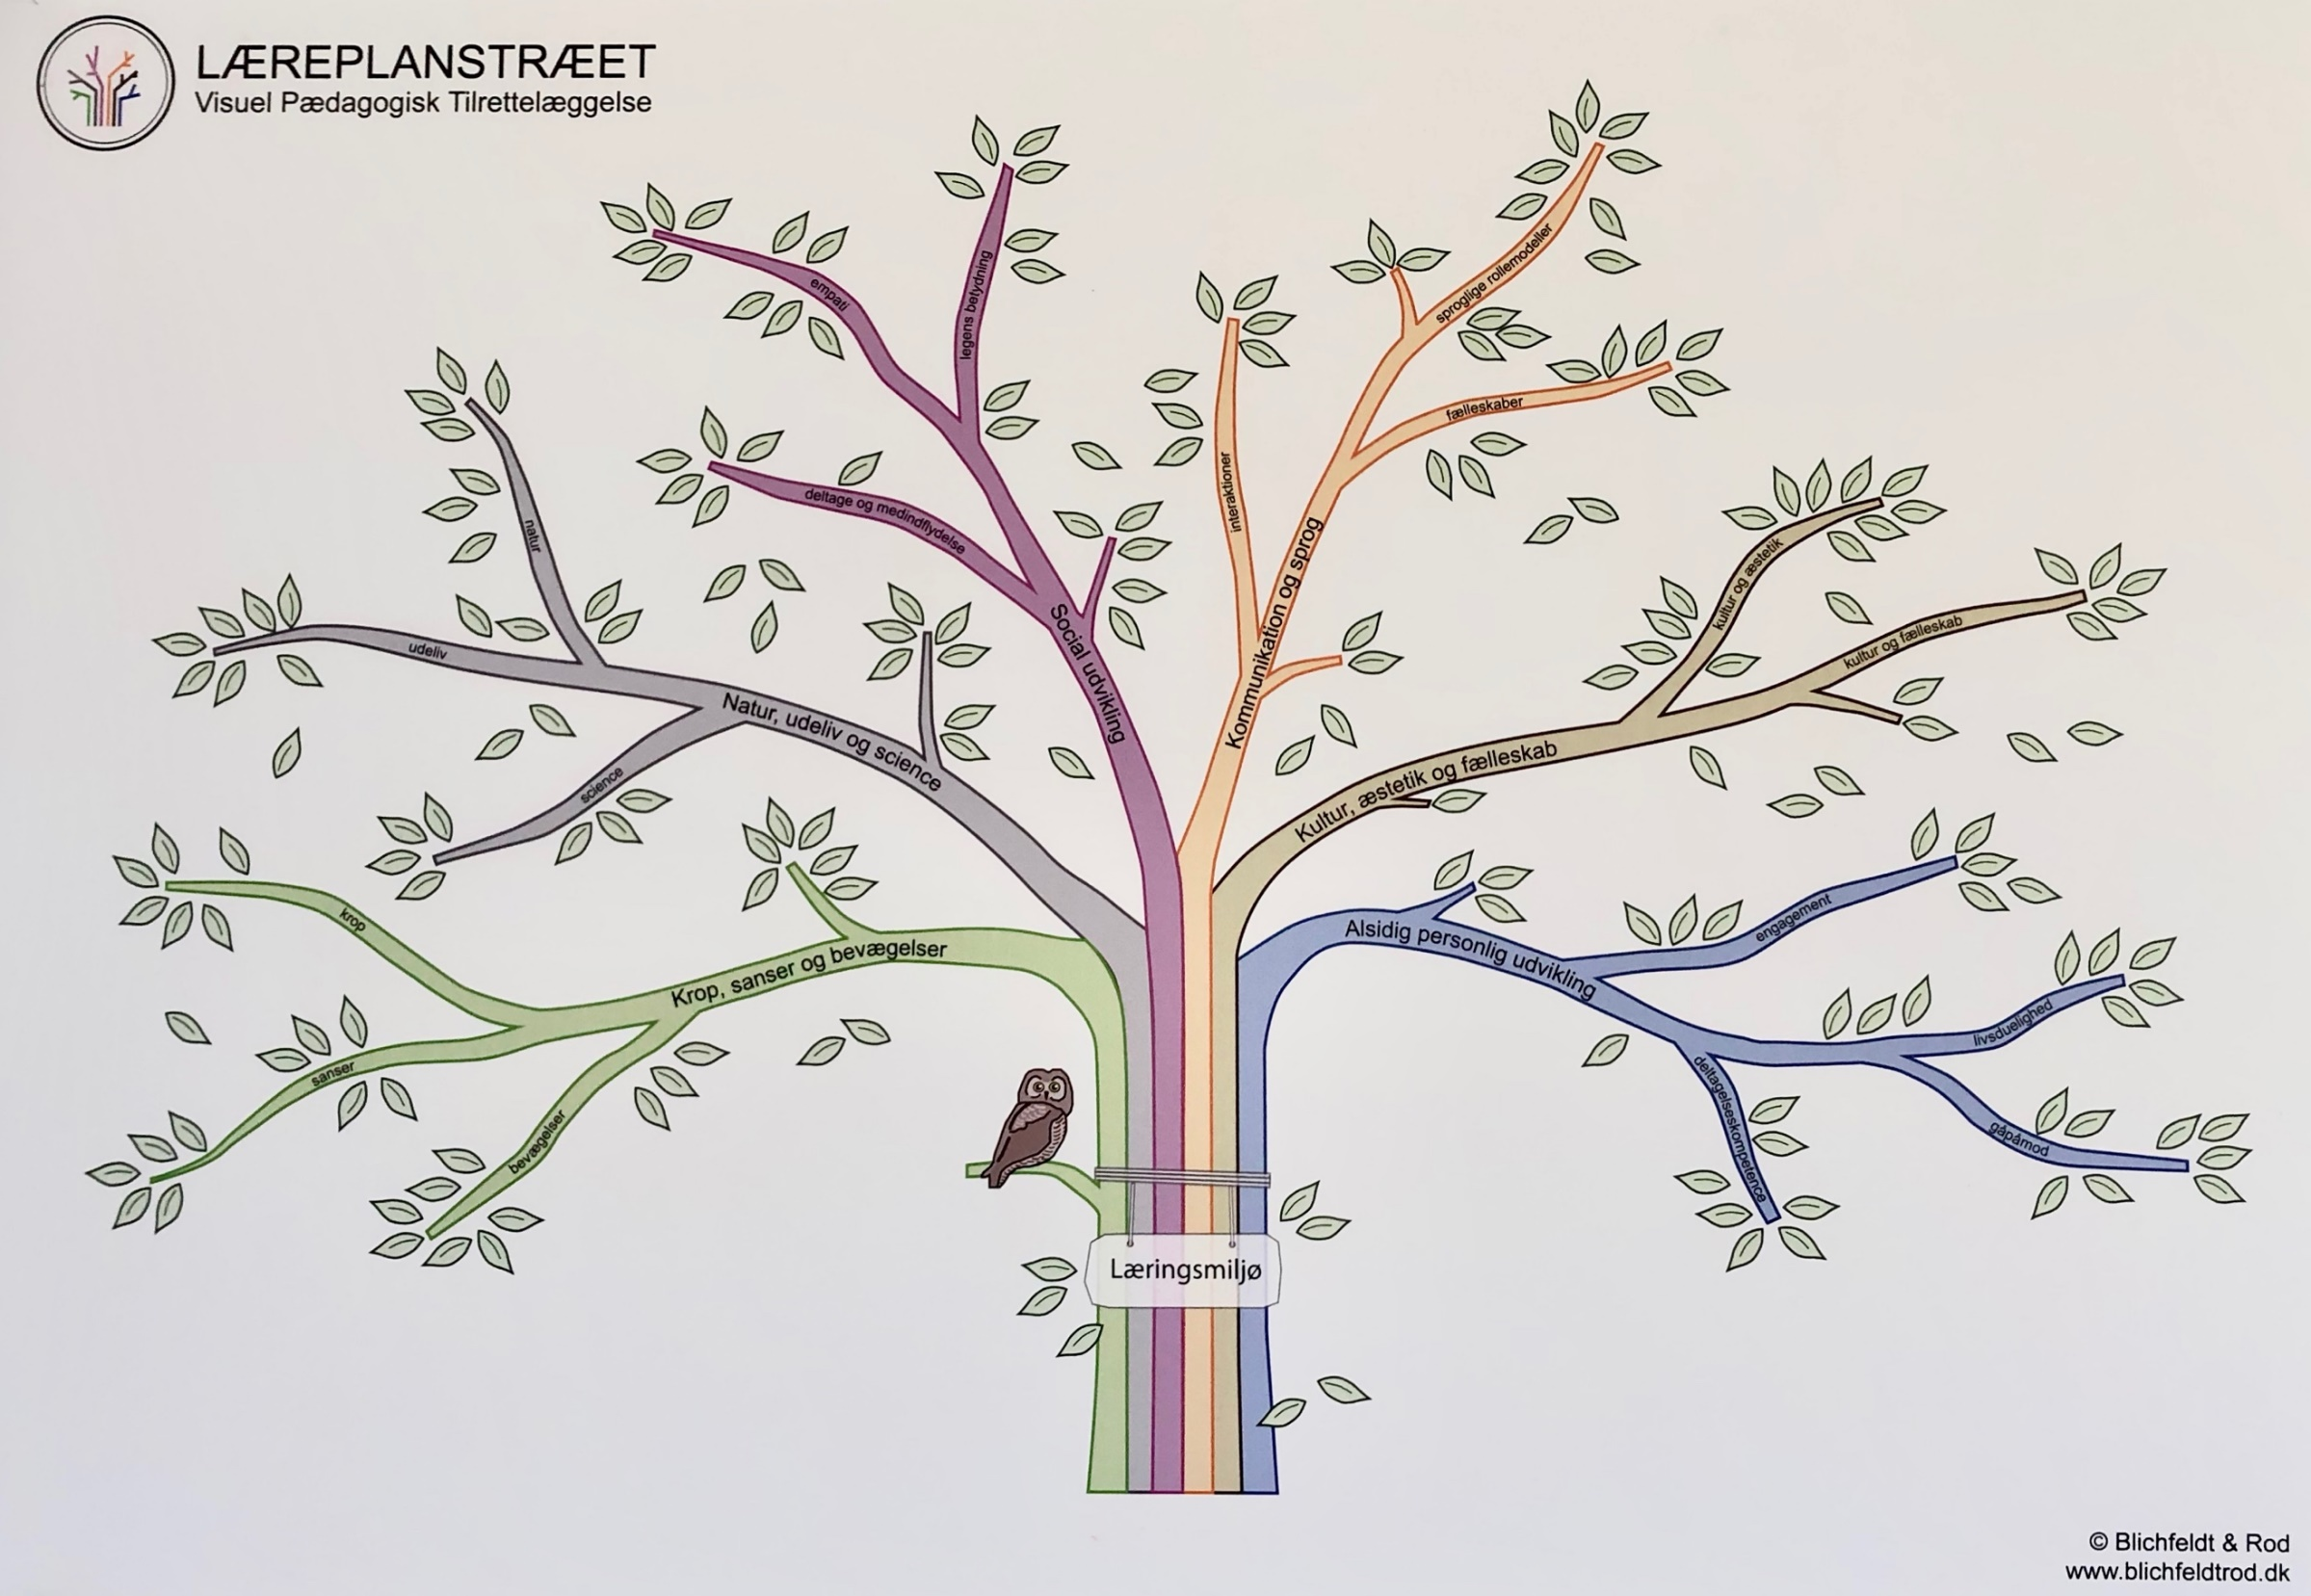 LÆREPLANSTRÆET
Visuel Pædagogisk Tilrettelæggelse
empati
legens betydning
deltage og medindflydelse
Social udvikling
interaktioner
sproglige rollemodeller
fælleskaber
Kommunikation og sprog
natur
udeliv
science
Natur, udeliv og science
kultur og æstetik
kultur og fælleskab
Kultur, æstetik og fælleskab
krop
sanser
bevægelser
Krop, sanser og bevægelser
Alsidig personlig udvikling
engagement
livsduelighed
deltagelseskompetence
gåpåmod
Læringsmiljø
© Blichfeldt & Rod
www.blichfeldtrod.dk